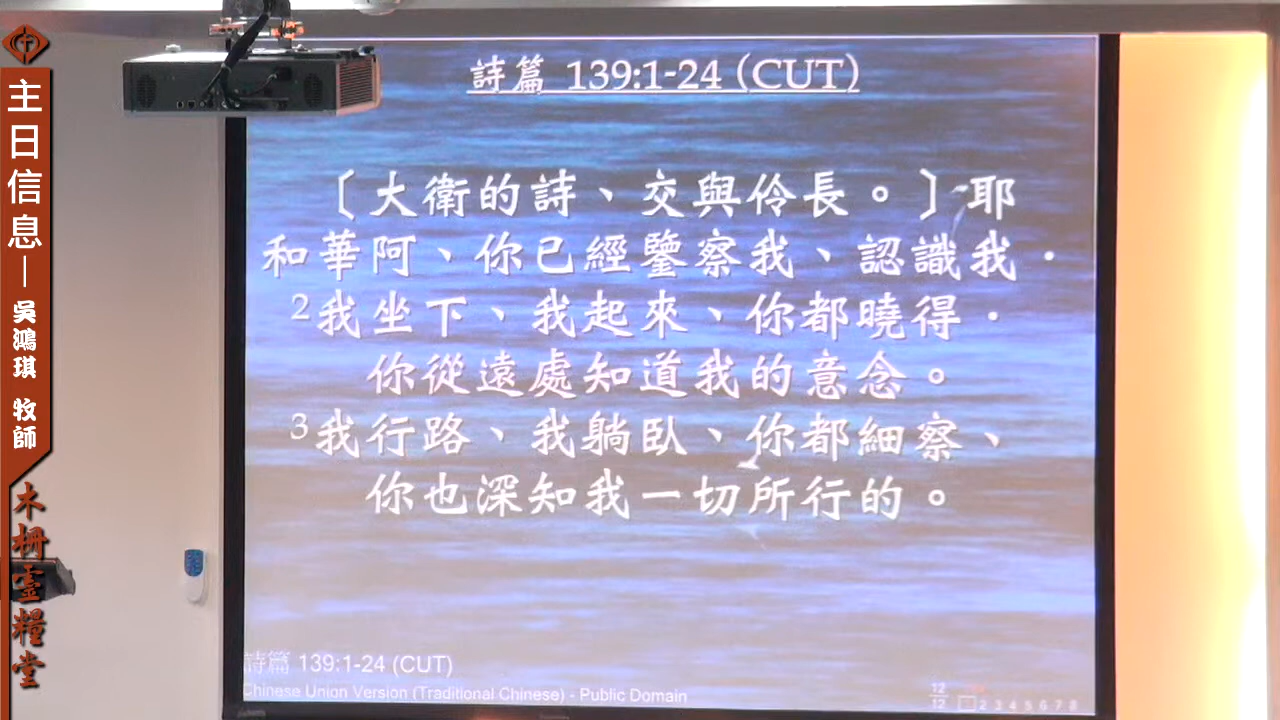 主日信息—吳鴻琪 牧師
木柵靈糧堂
詩篇 139:1-24 (CUT)
〔大衛的詩、交與伶長。〕耶
和華阿、你已經鑒察我、認識我．
2我坐下、我起來、你都曉得．
你從遠處知道我的意念。
3我行路、我躺臥、你都細察、
你也深知我一切所行的。
詩篇 139:1-24 (CUT)
Chinese Union Version (Traditional Chinese) - Public Domain
12
12
2 3 4 5 6 7 8